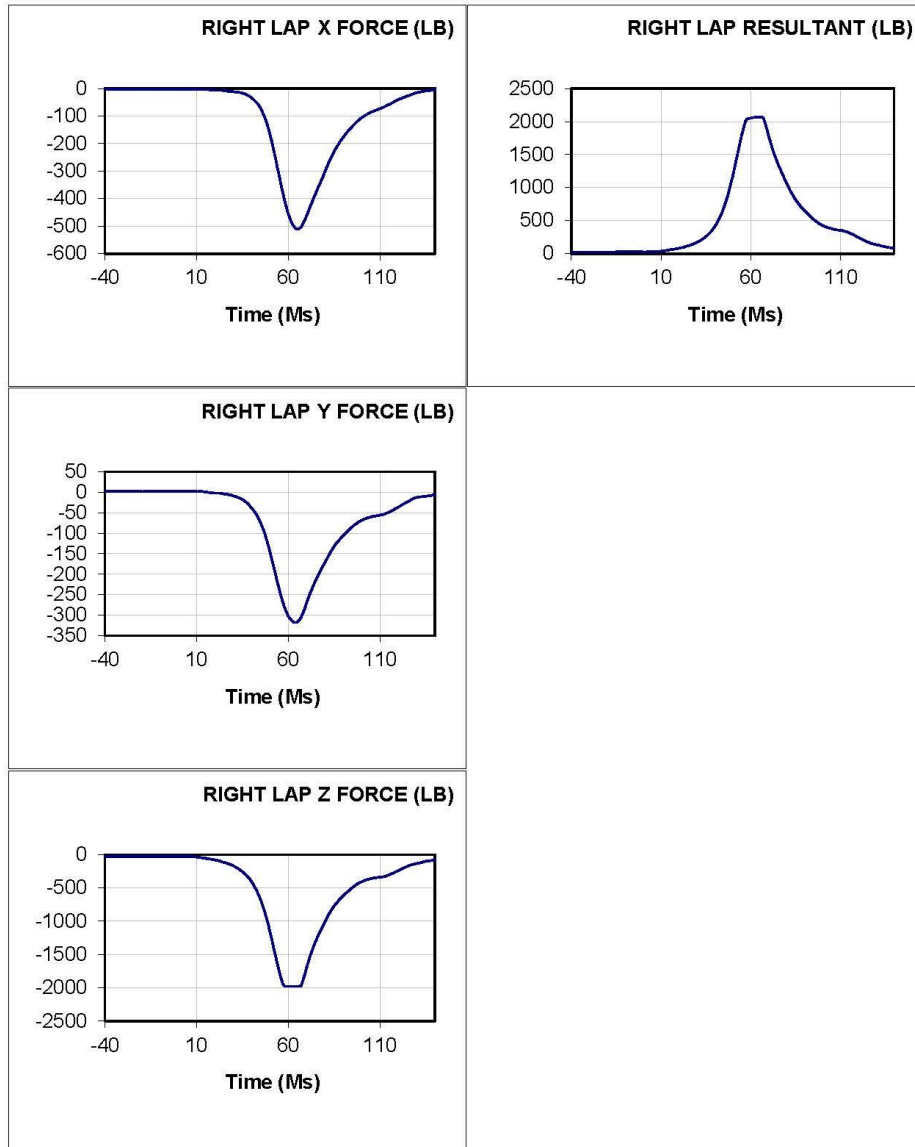 RIGHT LAP X FORCE (LB)
0
-100
-200
-300
-400
-500
-600
-40 10 60 110
Time (Ms)
RIGHT LAP RESULTANT (LB)
2500
2000
1500
1000
500
0
-40 10 60 110
Time (Ms)
RIGHT LAP Y FORCE (LB)
50
0
-50
-100
-150
-200
-250
-300
-350
-40 10 60 110
Time (Ms)
RIGHT LAP Z FORCE (LB)
0
-500
-1000
-1500
-2000
-2500
-40 10 60 110
Time (Ms)